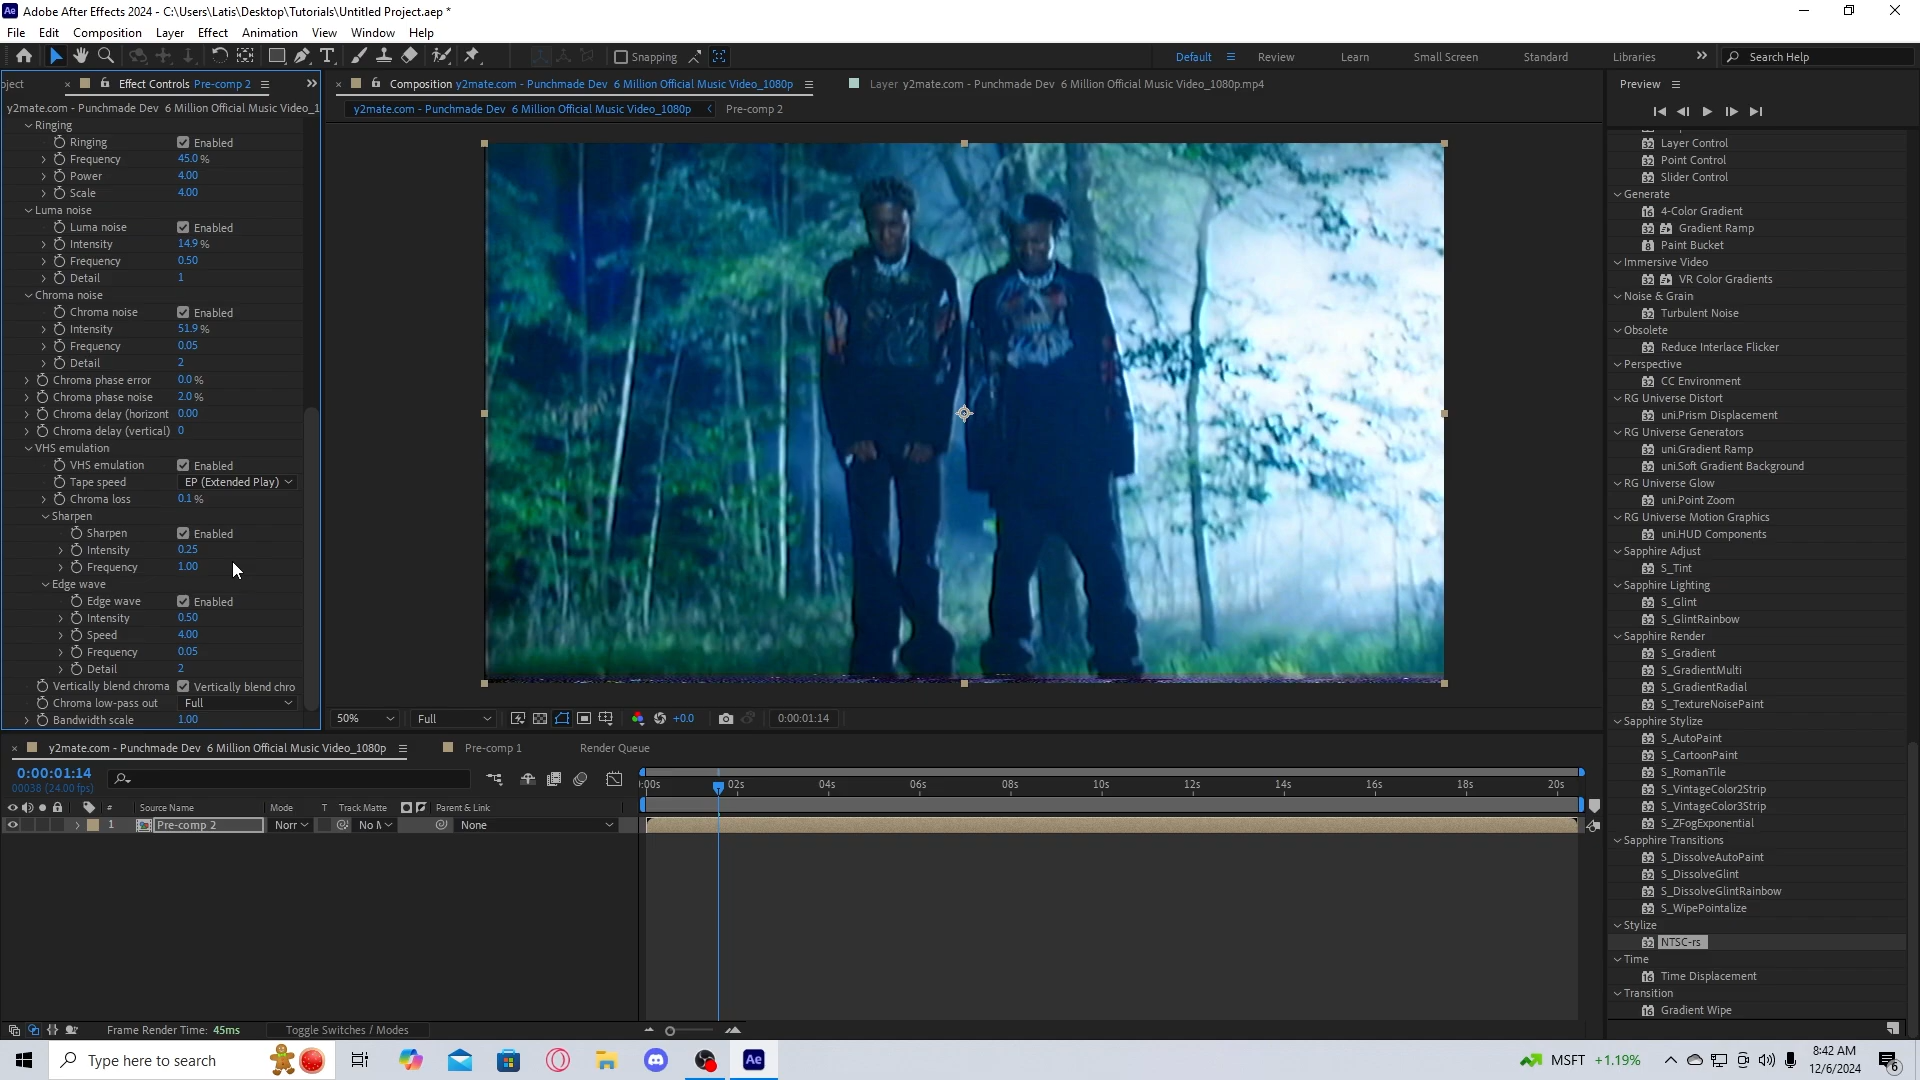 Adobe After Effects 2024 - C:\Users\Latis\Desktop\Tutorials\Untitled Project.aep *
File Edit Composition Layer Effect Animation View Window Help
Snapping
Default Review Learn Small Screen Standard Libraries Search Help
oject Effect Controls Pre-comp 2
y2mate.com - Punchmade Dev 6 Million Official Music Video_1
Ringing
Ringing Enabled
Frequency 45.0 %
Power 4.00
Scale 4.00
Luma noise
Luma noise Enabled
Intensity 14.9 %
Frequency 0.50
Detail 1
Chroma noise
Chroma noise Enabled
Intensity 51.9 %
Frequency 0.05
Detail 2
Chroma phase error 0.0 %
Chroma phase noise 2.0 %
Chroma delay (horizont 0.00
Chroma delay (vertical) 0
VHS emulation
VHS emulation Enabled
Tape speed EP (Extended Play)
Chroma loss 0.1 %
Sharpen
Sharpen Enabled
Intensity 0.25
Frequency 1.00
Edge wave
Edge wave Enabled
Intensity 0.50
Speed 4.00
Frequency 0.05
Detail 2
Vertically blend chroma Vertically blend chro
Chroma low-pass out Full
Bandwidth scale 1.00
Composition y2mate.com - Punchmade Dev 6 Million Official Music Video_1080p
Layer y2mate.com - Punchmade Dev 6 Million Official Music Video_1080p.mp4
y2mate.com - Punchmade Dev 6 Million Official Music Video_1080p Pre-comp 2
50% Full +0.0 0:00:01:14
Preview
Layer Control
Point Control
Slider Control
Generate
4-Color Gradient
Gradient Ramp
Paint Bucket
Immersive Video
VR Color Gradients
Noise & Grain
Turbulent Noise
Obsolete
Reduce Interlace Flicker
Perspective
CC Environment
RG Universe Distort
uni.Prism Displacement
RG Universe Generators
uni.Gradient Ramp
uni.Soft Gradient Background
RG Universe Glow
uni.Point Zoom
RG Universe Motion Graphics
uni.HUD Components
Sapphire Adjust
S_Tint
Sapphire Lighting
S_Glint
S_GlintRainbow
Sapphire Render
S_Gradient
S_GradientMulti
S_GradientRadial
S_TextureNoisePaint
Sapphire Stylize
S_AutoPaint
S_CartoonPaint
S_RomanTile
S_VintageColor2Strip
S_VintageColor3Strip
S_ZFogExponential
Sapphire Transitions
S_DissolveAutoPaint
S_DissolveGlint
S_DissolveGlintRainbow
S_WipePointalize
Stylize
NTSC-rs
Time
Time Displacement
Transition
Gradient Wipe
y2mate.com - Punchmade Dev 6 Million Official Music Video_1080p Pre-comp 1 Render Queue
0:00:01:14
00038 (24.00 fps)
:00s 02s 04s 06s 08s 10s 12s 14s 16s 18s 20s
# Source Name Mode T Track Matte Parent & Link
1 Pre-comp 2 Norr No M None
Frame Render Time: 45ms Toggle Switches / Modes
Type here to search
Ae
MSFT +1.19%
8:42 AM
12/6/2024
6